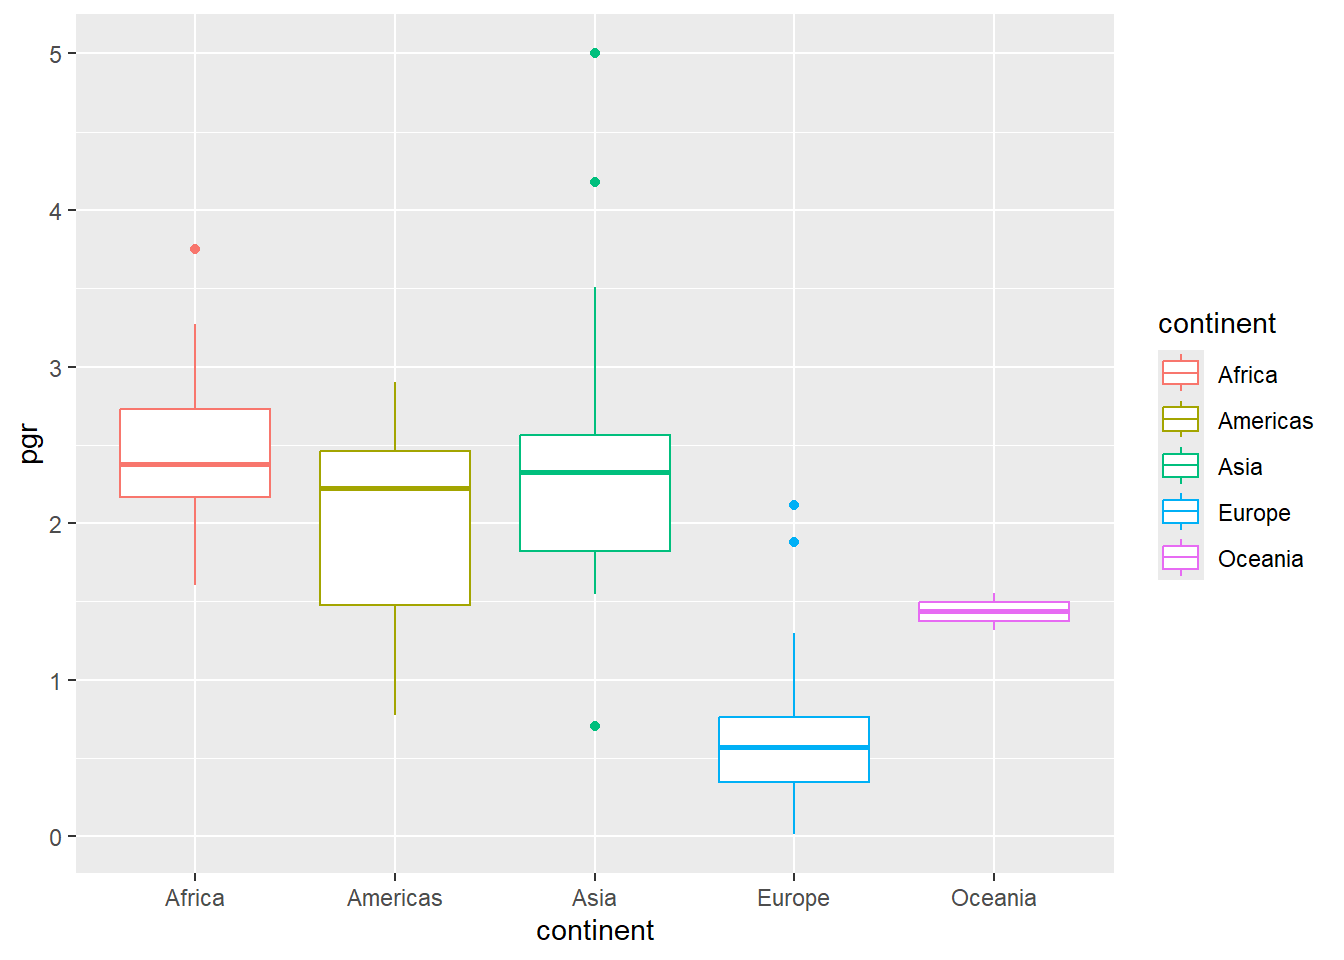 5
4
3
2
1
0
pgr
Africa
Americas
Asia
Europe
Oceania
continent
continent
Africa
Americas
Asia
Europe
Oceania